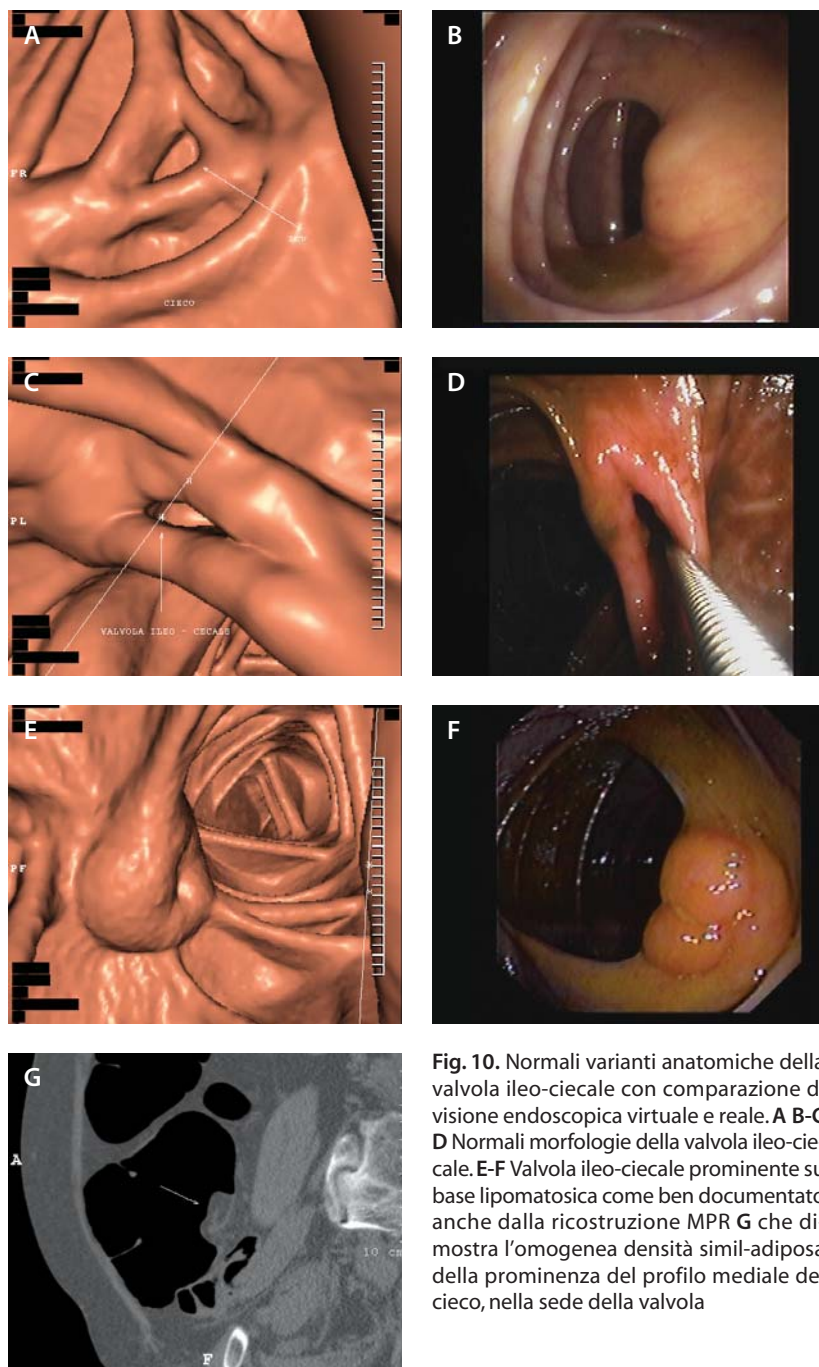 A
FR
CIECO
B
C
PL
VALVOLA ILEO - CECALE
D
E
PF
F
G
A
10 cm
F
Fig. 10. Normali varianti anatomiche della
valvola ileo-ciecale con comparazione d
visione endoscopica virtuale e reale. A B-C
D Normali morfologie della valvola ileo-cie
cale. E-F Valvola ileo-ciecale prominente su
base lipomatosica come ben documentato
anche dalla ricostruzione MPR G che di-
mostra l'omogenea densità simil-adiposa
della prominenza del profilo mediale de
cieco, nella sede della valvola